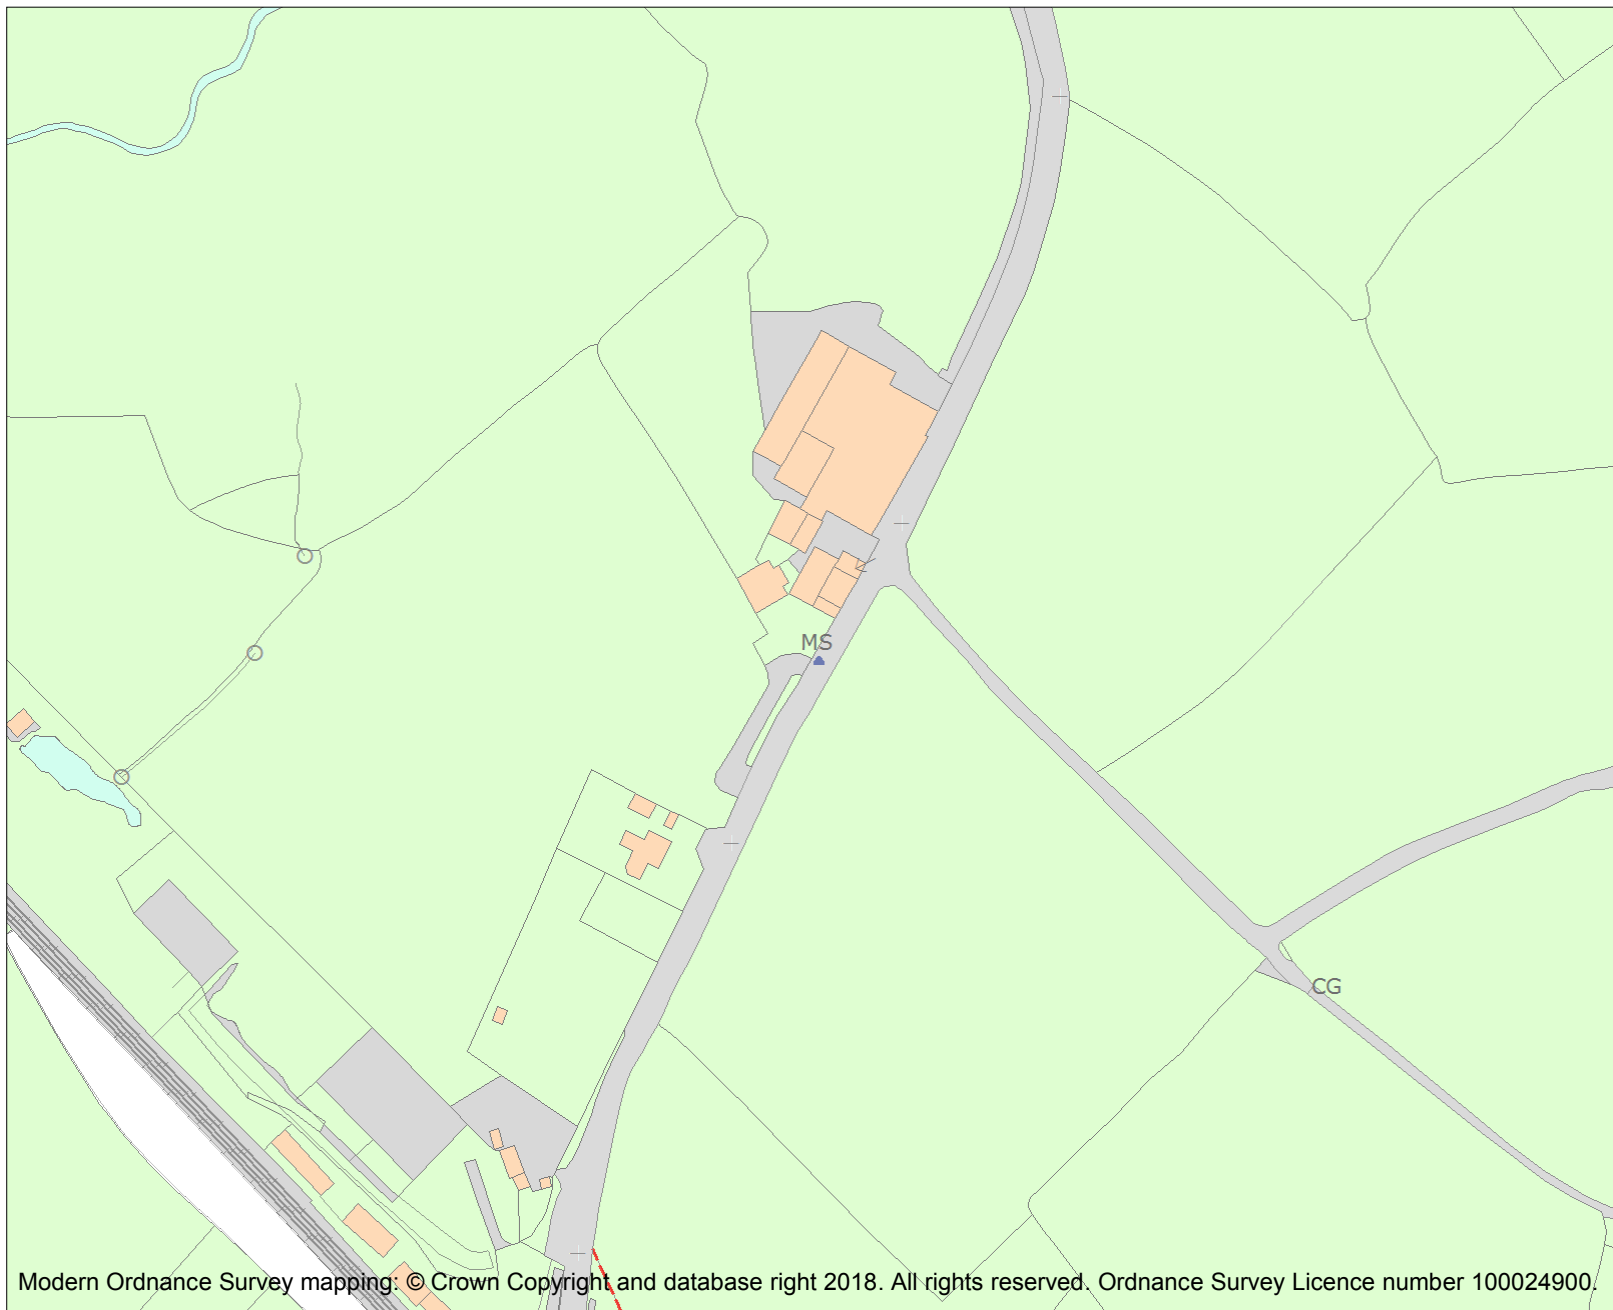 MS
CG
Modern Ordnance Survey mapping: © Crown Copyright and database right 2018. All rights reserved. Ordnance Survey Licence number 100024900.